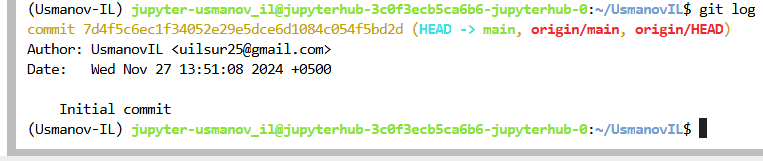 (Usmanov-IL) jupyter-usmanov_il@jupyterhub-3c0f3ecb5ca6b6-jupyterhub-0:~/UsmanovIL$ git log
commit 7d4f5c6ec1f34052e29e5dce6d1084c054f5bd2d (HEAD -> main, origin/main, origin/HEAD)
Author: UsmanovIL <uilsur25@gmail.com>
Date:   Wed Nov 27 13:51:08 2024 +0500
    Initial commit
(Usmanov-IL) jupyter-usmanov_il@jupyterhub-3c0f3ecb5ca6b6-jupyterhub-0:~/UsmanovIL$